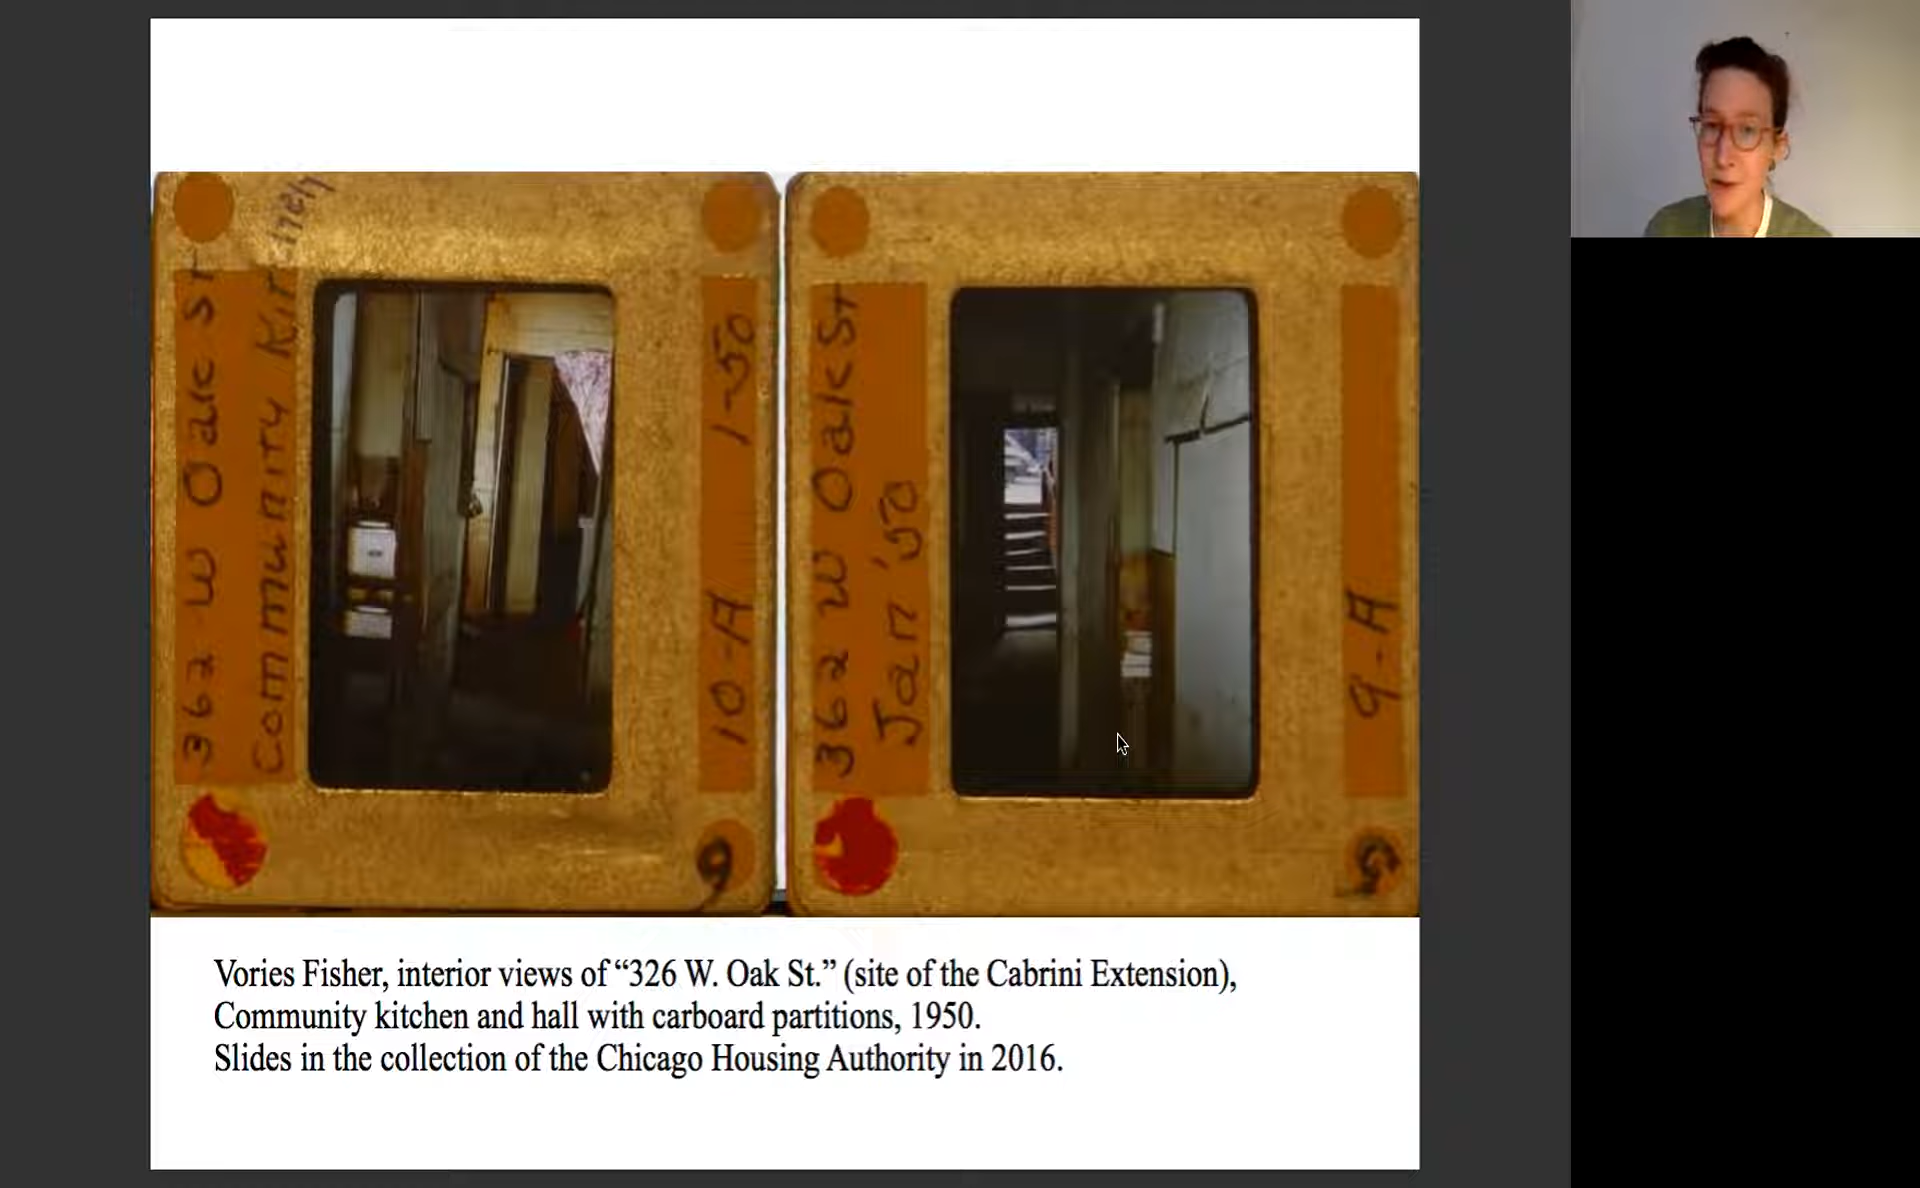 362 W Oak St
Community Kitchen
1-50
10-A
6
362 W Oak St
Jan '50
9-A
5
Vories Fisher, interior views of “326 W. Oak St.” (site of the Cabrini Extension),
Community kitchen and hall with carboard partitions, 1950.
Slides in the collection of the Chicago Housing Authority in 2016.